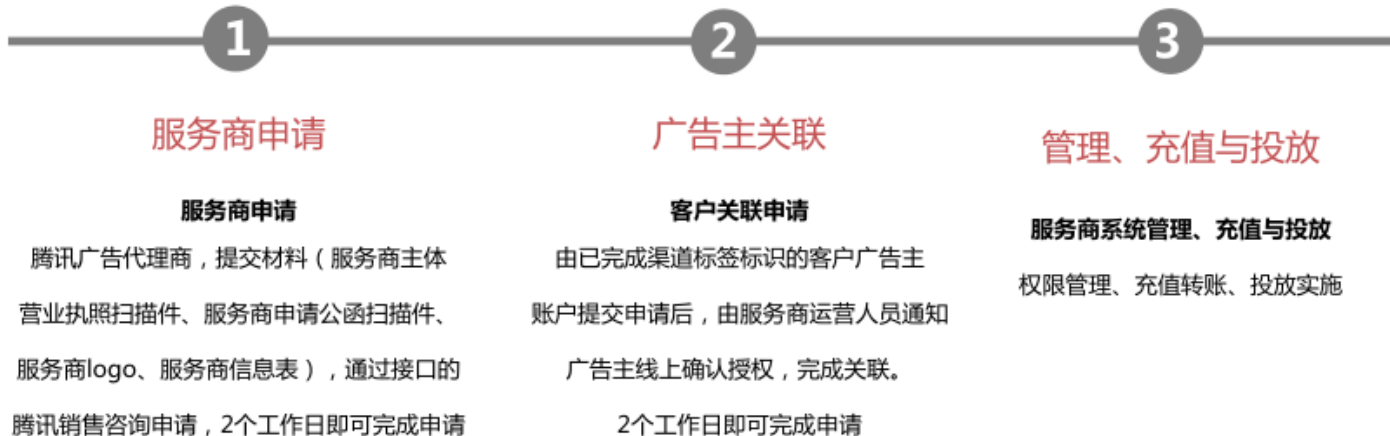 1
服务商申请
服务商申请
腾讯广告代理商，提交材料（服务商主体
营业执照扫描件、服务商申请公函扫描件、
服务商logo、服务商信息表），通过接口的
腾讯销售咨询申请，2个工作日即可完成申请
2
广告主关联
客户关联申请
由已完成渠道标签标识的客户广告主
账户提交申请后，由服务商运营人员通知
广告主线上确认授权，完成关联。
2个工作日即可完成申请
3
管理、充值与投放
服务商系统管理、充值与投放
权限管理、充值转账、投放实施